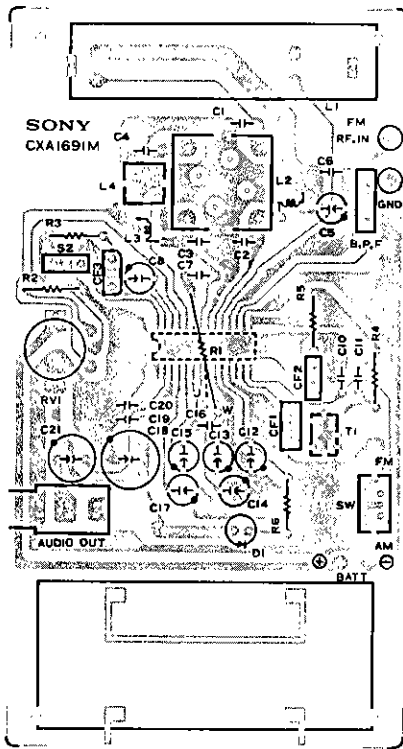 L1
C1
FM
RF.IN
SONY
CXA1691M
C4
C6
L4
L2
GND
C5
B.P.F
R3
L3
C3
C2
S2
C7
CF3
C8
R2
R5
R1
C10
C11
R4
CF2
RV1
J
W
C20
C16
C19
CF1
T1
C21
C18
C15
C13
C12
FM
C17
C14
SW
R6
AUDIO OUT
D1
AM
⊕ ⊖
BATT